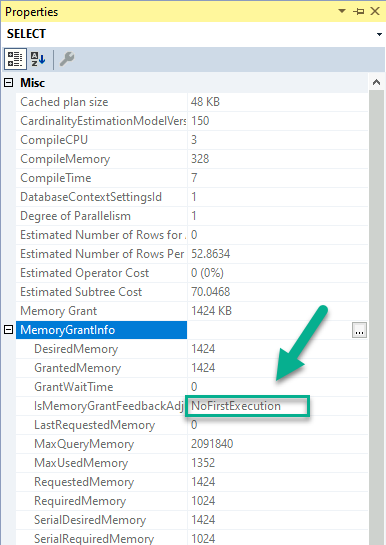 Properties
SELECT
Misc
Cached plan size 48 KB
CardinalityEstimationModelVers 150
CompileCPU 3
CompileMemory 328
CompileTime 7
DatabaseContextSettingsId 1
Degree of Parallelism 1
Estimated Number of Rows for
Estimated Number of Rows Per 52.8634
Estimated Operator Cost 0 (0%)
Estimated Subtree Cost 70.0468
Memory Grant 1424 KB
MemoryGrantInfo ...
DesiredMemory 1424
GrantedMemory 1424
GrantWaitTime 0
IsMemoryGrantFeedbackAdj NoFirstExecution
LastRequestedMemory 0
MaxQueryMemory 2091840
MaxUsedMemory 1352
RequestedMemory 1424
RequiredMemory 1024
SerialDesiredMemory 1424
SerialRequiredMemory 1024